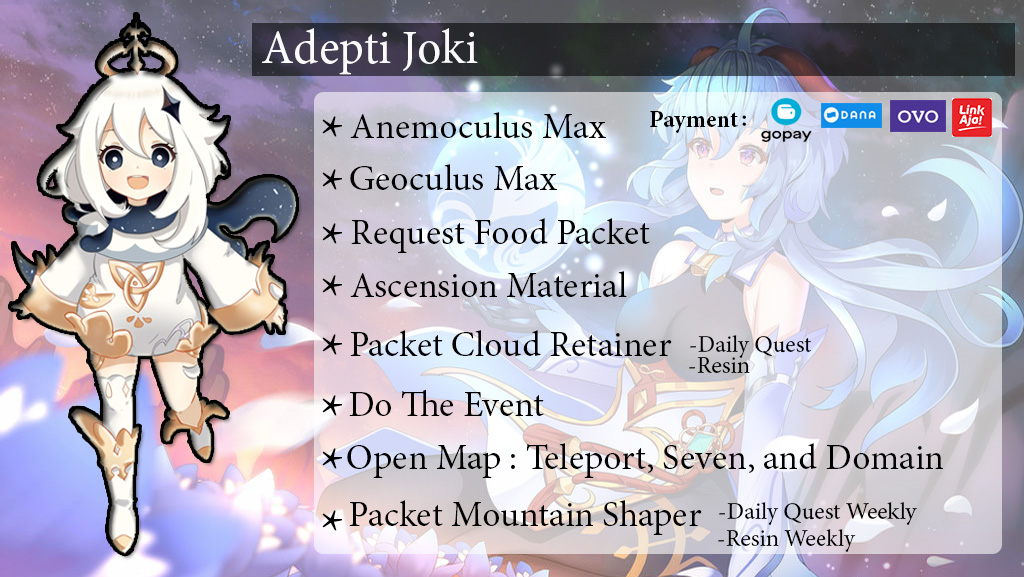 Adepti Joki
Payment: gopay DANA OVO Link Aja!
* Anemoculus Max
* Geoculus Max
* Request Food Packet
* Ascension Material
* Packet Cloud Retainer -Daily Quest
-Resin
* Do The Event
* Open Map : Teleport, Seven, and Domain
* Packet Mountain Shaper -Daily Quest Weekly
-Resin Weekly